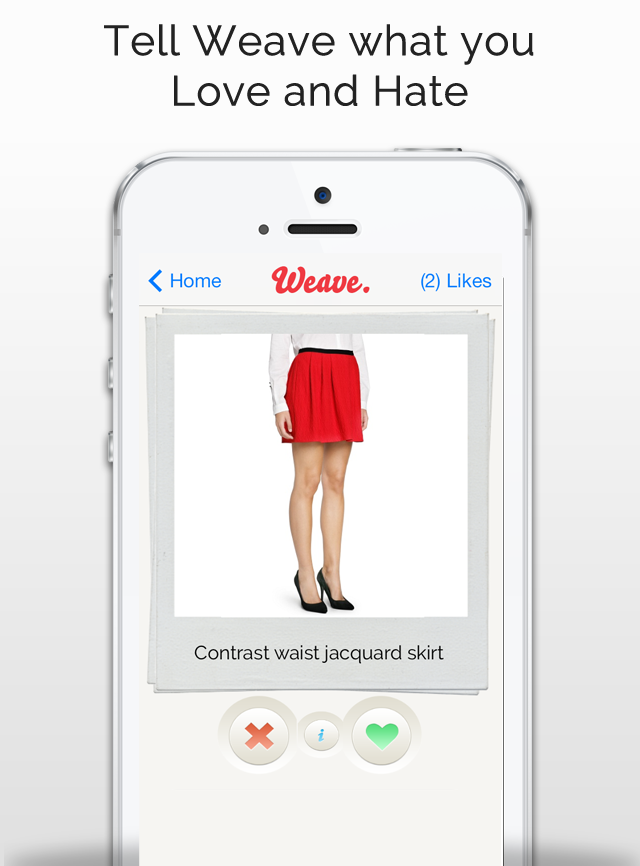 Tell Weave what you
Love and Hate
Home
Weave.
(2) Likes
Contrast waist jacquard skirt
i